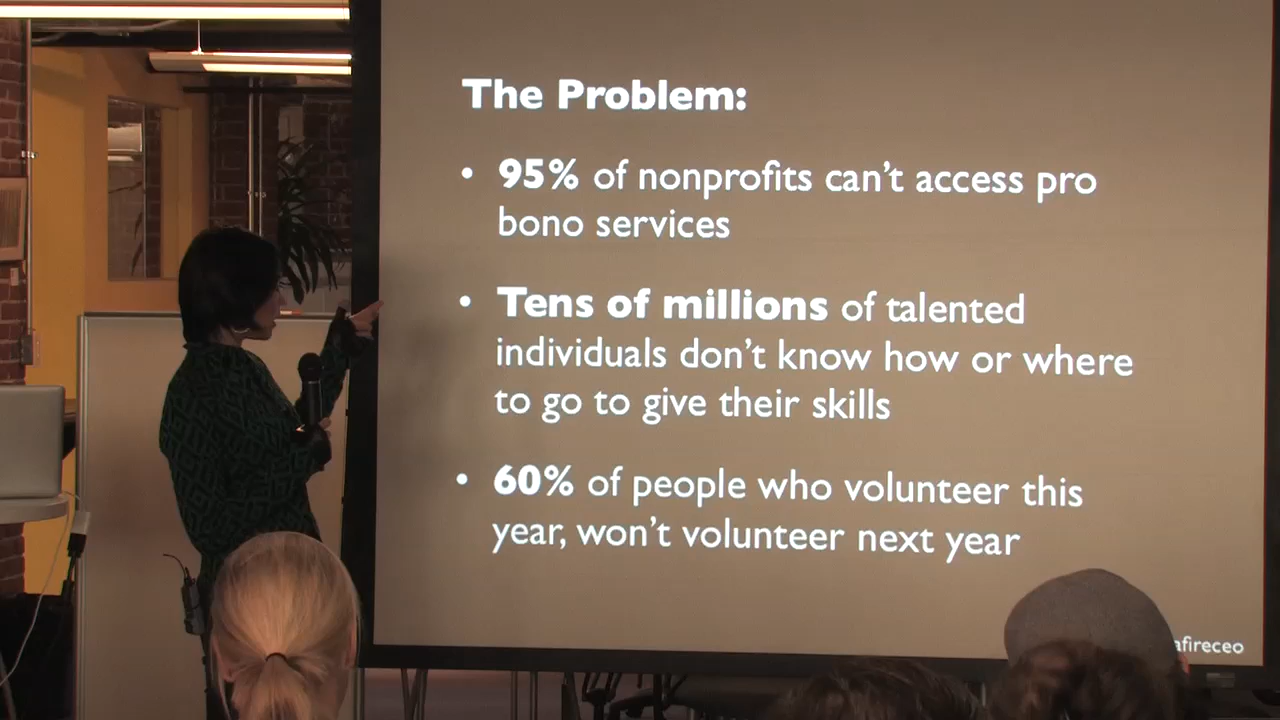 The Problem:
• 95% of nonprofits can't access pro
bono services
• Tens of millions of talented
individuals don't know how or where
to go to give their skills
• 60% of people who volunteer this
year, won't volunteer next year
afireceo